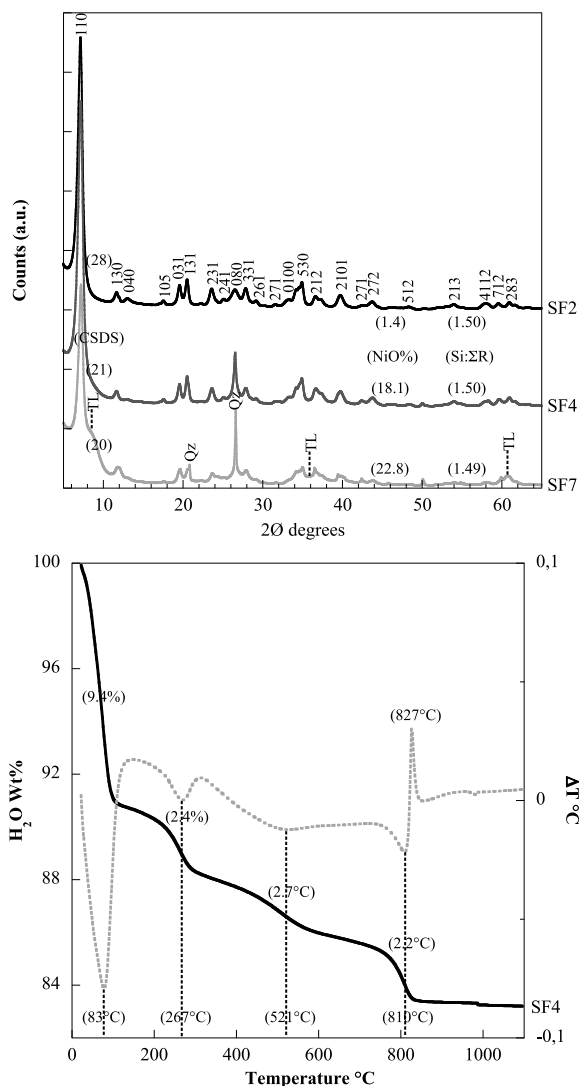 Counts (a.u.)
110
130
040
105
031
131
231
241
080
331
261
271
0100
530
212
2101
271
272
512
213
4112
712
283
(28)
(1.4)
(1.50)
SF2
(CSDS)
(NiO%)
(Si:ΣR)
(21)
(18.1)
(1.50)
SF4
TL
Qz
Qz
TL
TL
(20)
(22.8)
(1.49)
SF7
10
20
30
40
50
60
2Ø degrees
100
96
92
88
84
H2O Wt%
0,1
0
-0,1
ΔT°C
(9.4%)
(827°C)
(2.4%)
(2.7°C)
(2.2°C)
(83°C)
(267°C)
(521°C)
(810°C)
SF4
0
200
400
600
800
1000
Temperature °C